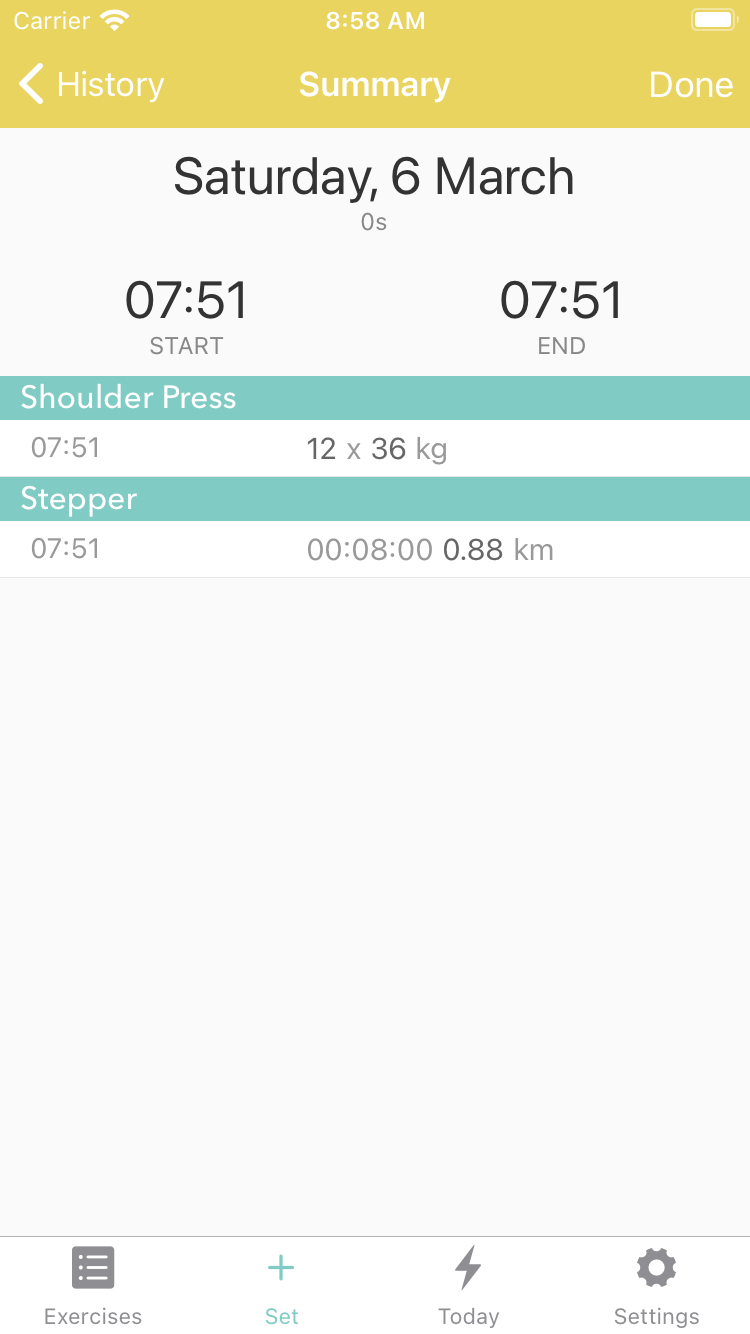 Carrier 8:58 AM
History Summary Done
Saturday, 6 March
0s
07:51 07:51
START END
Shoulder Press
07:51 12 x 36 kg
Stepper
07:51 00:08:00 0.88 km
Exercises Set Today Settings